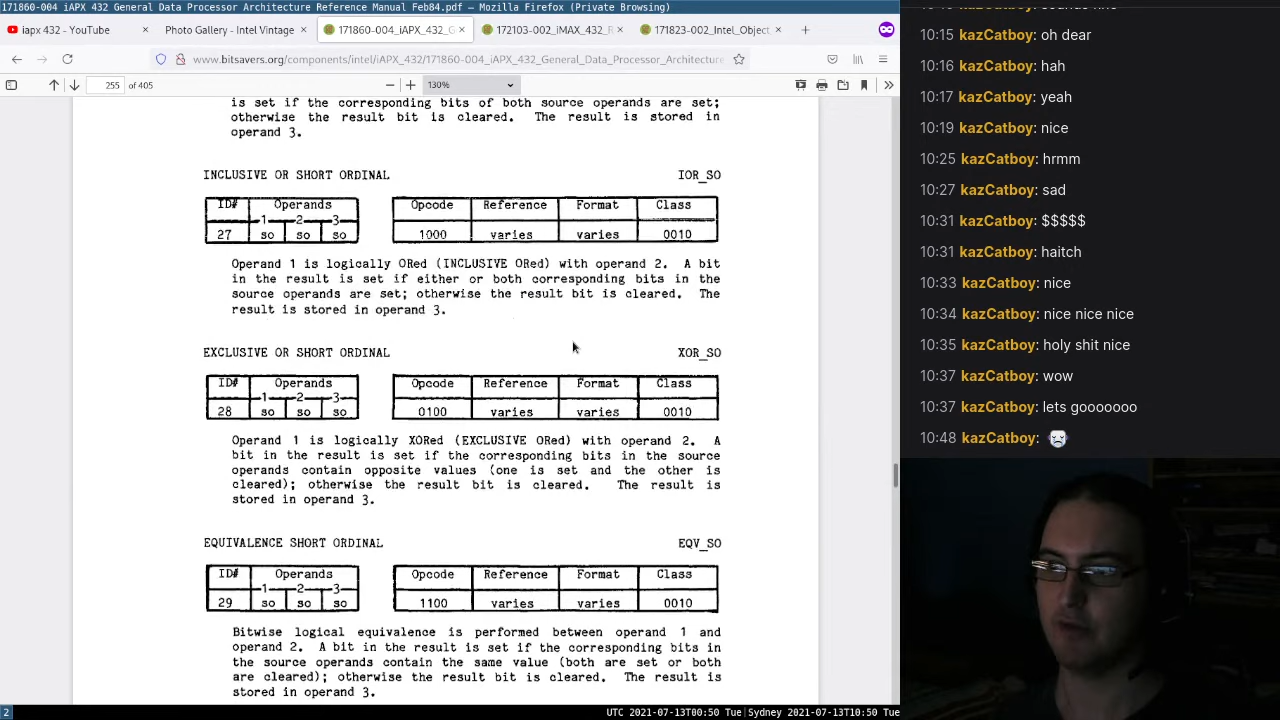 171860-004 iAPX 432 General Data Processor Architecture Reference Manual Feb84.pdf — Mozilla Firefox (Private Browsing)
iapx 432 - YouTube
Photo Gallery - Intel Vintage
171860-004_iAPX_432_G
172103-002_iMAX_432_R
171823-002_Intel_Object_
www.bitsavers.org/components/intel/iAPX_432/171860-004_iAPX_432_General_Data_Processor_Architecture
255 of 405
130%
is set if the corresponding bits of both source operands are set;
otherwise the result bit is cleared. The result is stored in
operand 3.
INCLUSIVE OR SHORT ORDINAL IOR_SO
ID# Operands Opcode Reference Format Class
1 2 3
27 so so so 1000 varies varies 0010
Operand 1 is logically ORed (INCLUSIVE ORed) with operand 2. A bit
in the result is set if either or both corresponding bits in the
source operands are set; otherwise the result bit is cleared. The
result is stored in operand 3.
EXCLUSIVE OR SHORT ORDINAL XOR_SO
ID# Operands Opcode Reference Format Class
1 2 3
28 so so so 0100 varies varies 0010
Operand 1 is logically XORed (EXCLUSIVE ORed) with operand 2. A
bit in the result is set if the corresponding bits in the source
operands contain opposite values (one is set and the other is
cleared); otherwise the result bit is cleared. The result is
stored in operand 3.
EQUIVALENCE SHORT ORDINAL EQV_SO
ID# Operands Opcode Reference Format Class
1 2 3
29 so so so 1100 varies varies 0010
Bitwise logical equivalence is performed between operand 1 and
operand 2. A bit in the result is set if the corresponding bits in
the source operands contain the same value (both are set or both
are cleared); otherwise the result bit is cleared. The result is
stored in operand 3.
10:15 kazCatboy: oh dear
10:16 kazCatboy: hah
10:17 kazCatboy: yeah
10:19 kazCatboy: nice
10:25 kazCatboy: hrmm
10:27 kazCatboy: sad
10:31 kazCatboy: $$$$$
10:31 kazCatboy: haitch
10:33 kazCatboy: nice
10:34 kazCatboy: nice nice nice
10:35 kazCatboy: holy shit nice
10:37 kazCatboy: wow
10:37 kazCatboy: lets gooooooo
10:48 kazCatboy:
2
UTC 2021-07-13T00:50 Tue|Sydney 2021-07-13T10:50 Tue